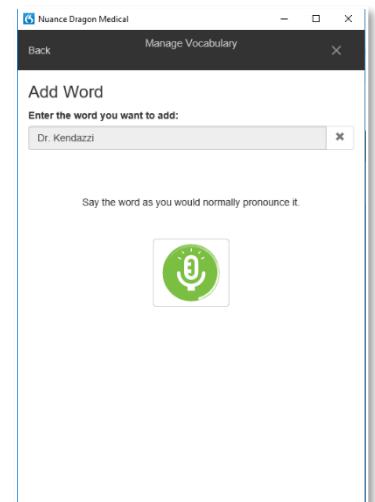 Nuance Dragon Medical
Back
Manage Vocabulary
Add Word
Enter the word you want to add:
Dr. Kendazzi
Say the word as you would normally pronounce it.